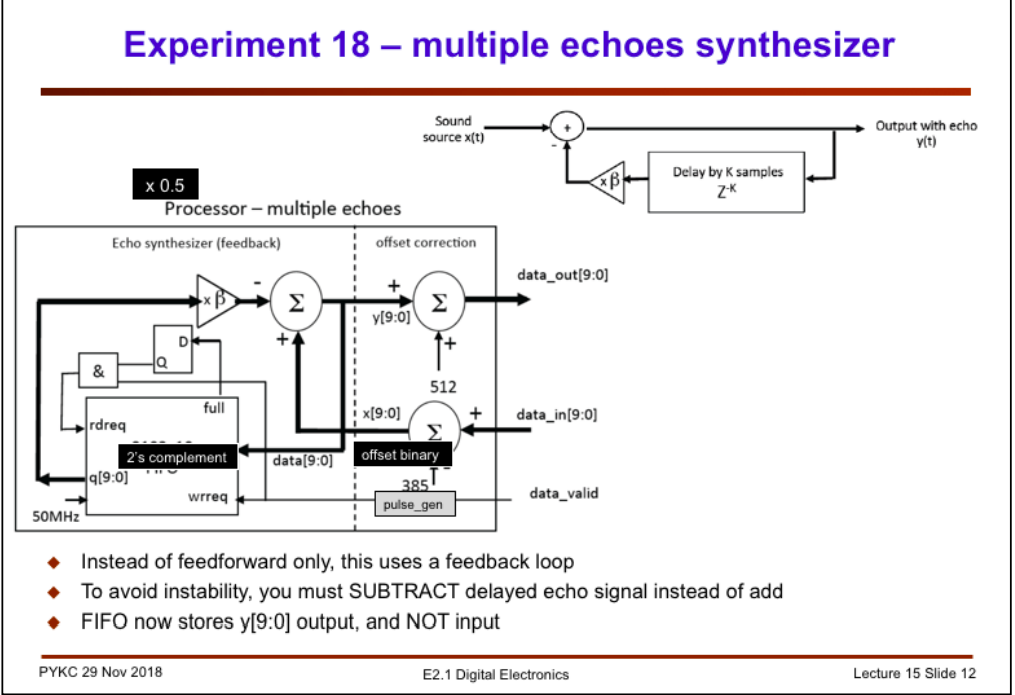 Experiment 18 – multiple echoes synthesizer
Sound
source x(t)
+
-
Output with echo
y(t)
x β
Delay by K samples
Z-K
x 0.5
Processor – multiple echoes
Echo synthesizer (feedback)
offset correction
x β
-
Σ
+
+
Σ
data_out[9:0]
y[9:0]
+
512
D
Q
&
full
rdreq
x[9:0]
Σ
+
data_in[9:0]
2's complement
data[9:0]
offset binary
-
q[9:0]
385
wrreq
pulse_gen
data_valid
50MHz
Instead of feedforward only, this uses a feedback loop
To avoid instability, you must SUBTRACT delayed echo signal instead of add
FIFO now stores y[9:0] output, and NOT input
PYKC 29 Nov 2018
E2.1 Digital Electronics
Lecture 15 Slide 12